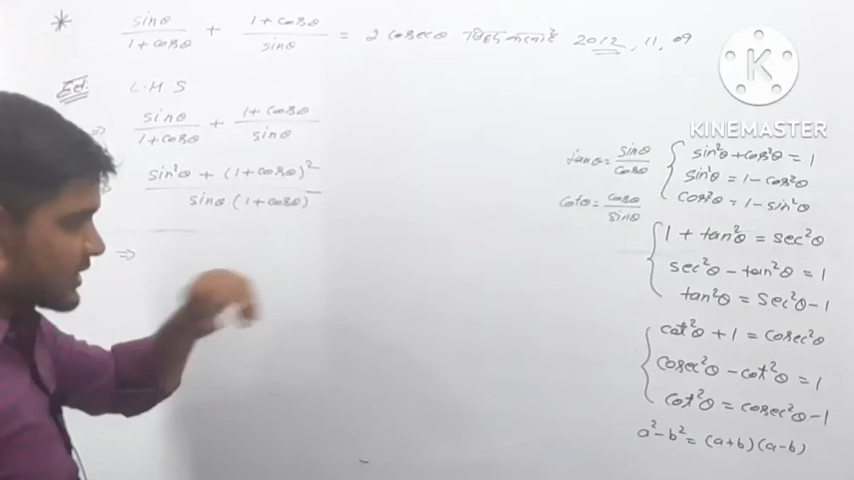 * sinθ/1+cosθ + 1+cosθ/sinθ = 2 cosecθ सिद्ध करना है 2012, 11, 09
L.H.S
⇒ sinθ/1+cosθ + 1+cosθ/sinθ
sin²θ + (1+cosθ)²/sinθ (1+cosθ)
⇒
K
KINEMASTER
tanθ = sinθ/cosθ
cotθ = cosθ/sinθ
sin²θ + cos²θ = 1
sin²θ = 1 - cos²θ
cos²θ = 1 - sin²θ
1 + tan²θ = sec²θ
sec²θ - tan²θ = 1
tan²θ = sec²θ - 1
cot²θ + 1 = cosec²θ
cosec²θ - cot²θ = 1
cot²θ = cosec²θ - 1
a² - b² = (a+b)(a-b)